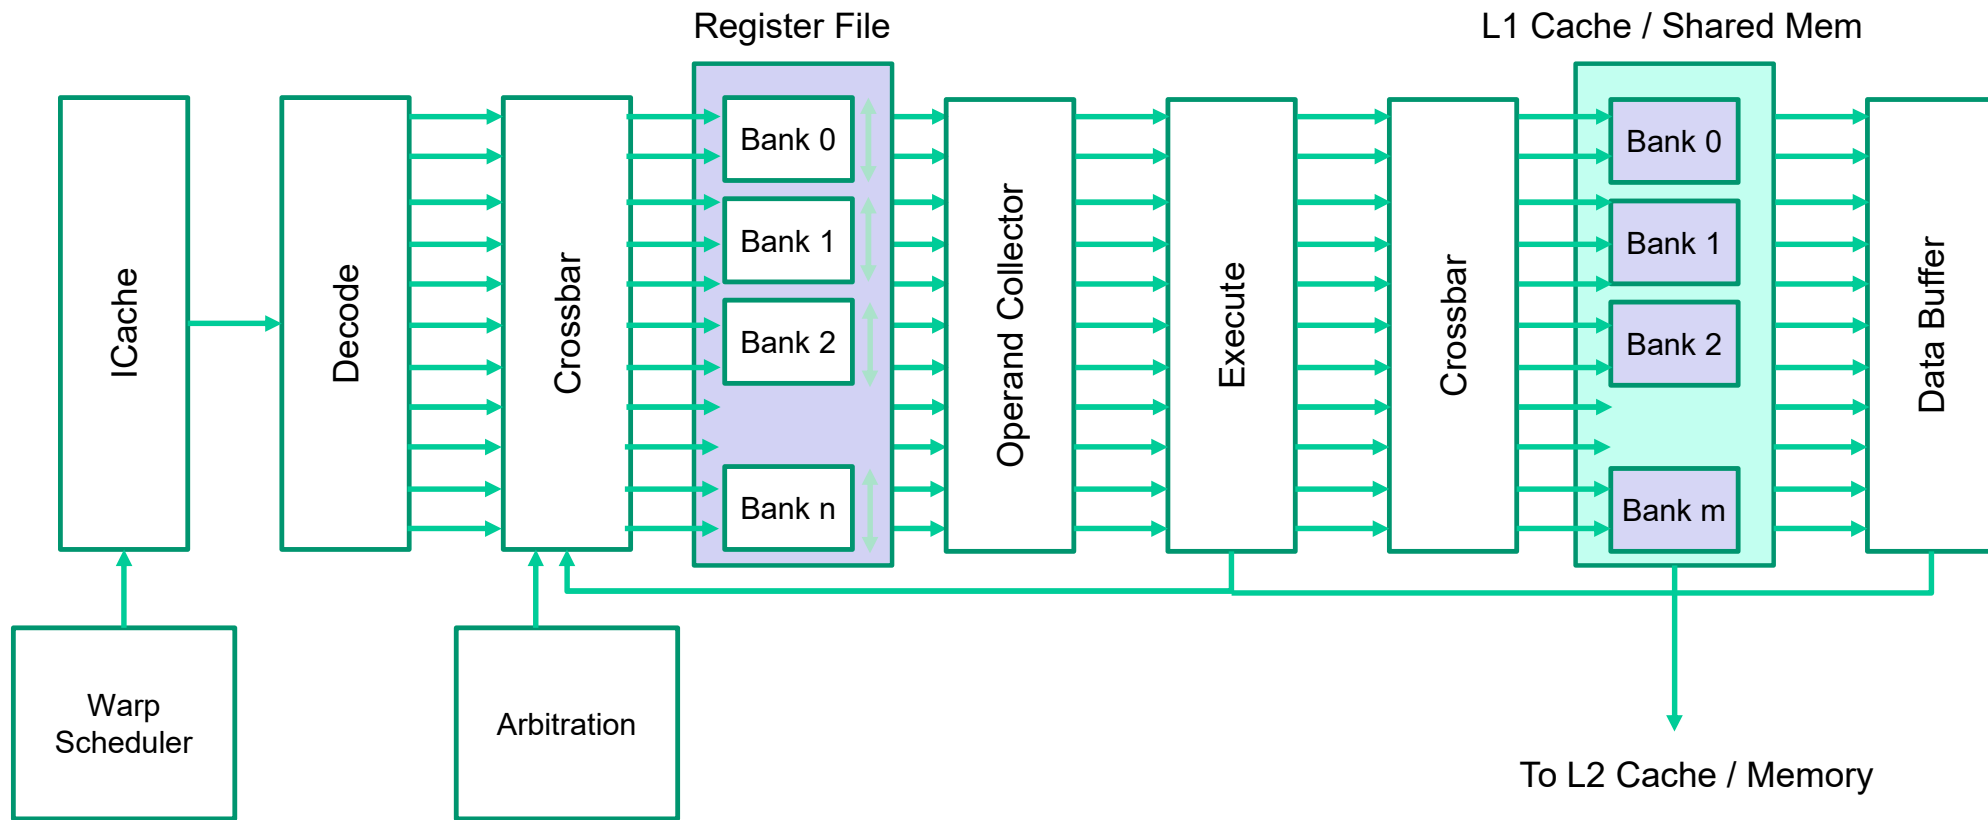 Register File
L1 Cache / Shared Mem
ICache
Decode
Crossbar
Bank 0
Bank 1
Bank 2
Bank n
Operand Collector
Execute
Crossbar
Bank 0
Bank 1
Bank 2
Bank m
Data Buffer
Warp
Scheduler
Arbitration
To L2 Cache / Memory